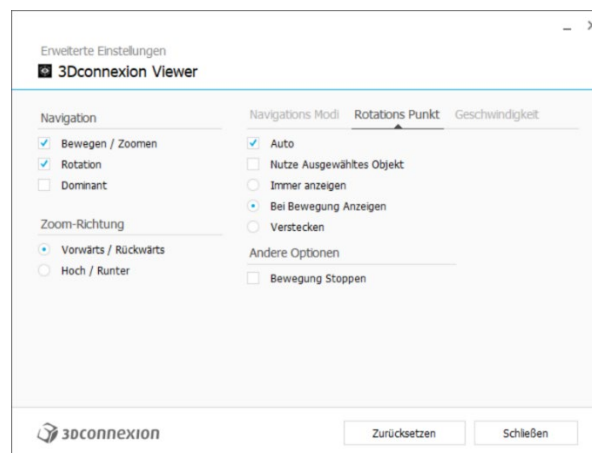 Erweiterte Einstellungen
3Dconnexion Viewer
Navigation
Bewegen / Zoomen
Rotation
Dominant
Zoom-Richtung
Vorwärts / Rückwärts
Hoch / Runter
Navigations Modi Rotations Punkt Geschwindigkeit
Auto
Nutze Ausgewähltes Objekt
Immer anzeigen
Bei Bewegung Anzeigen
Verstecken
Andere Optionen
Bewegung Stoppen
3Dconnexion
Zurücksetzen Schließen